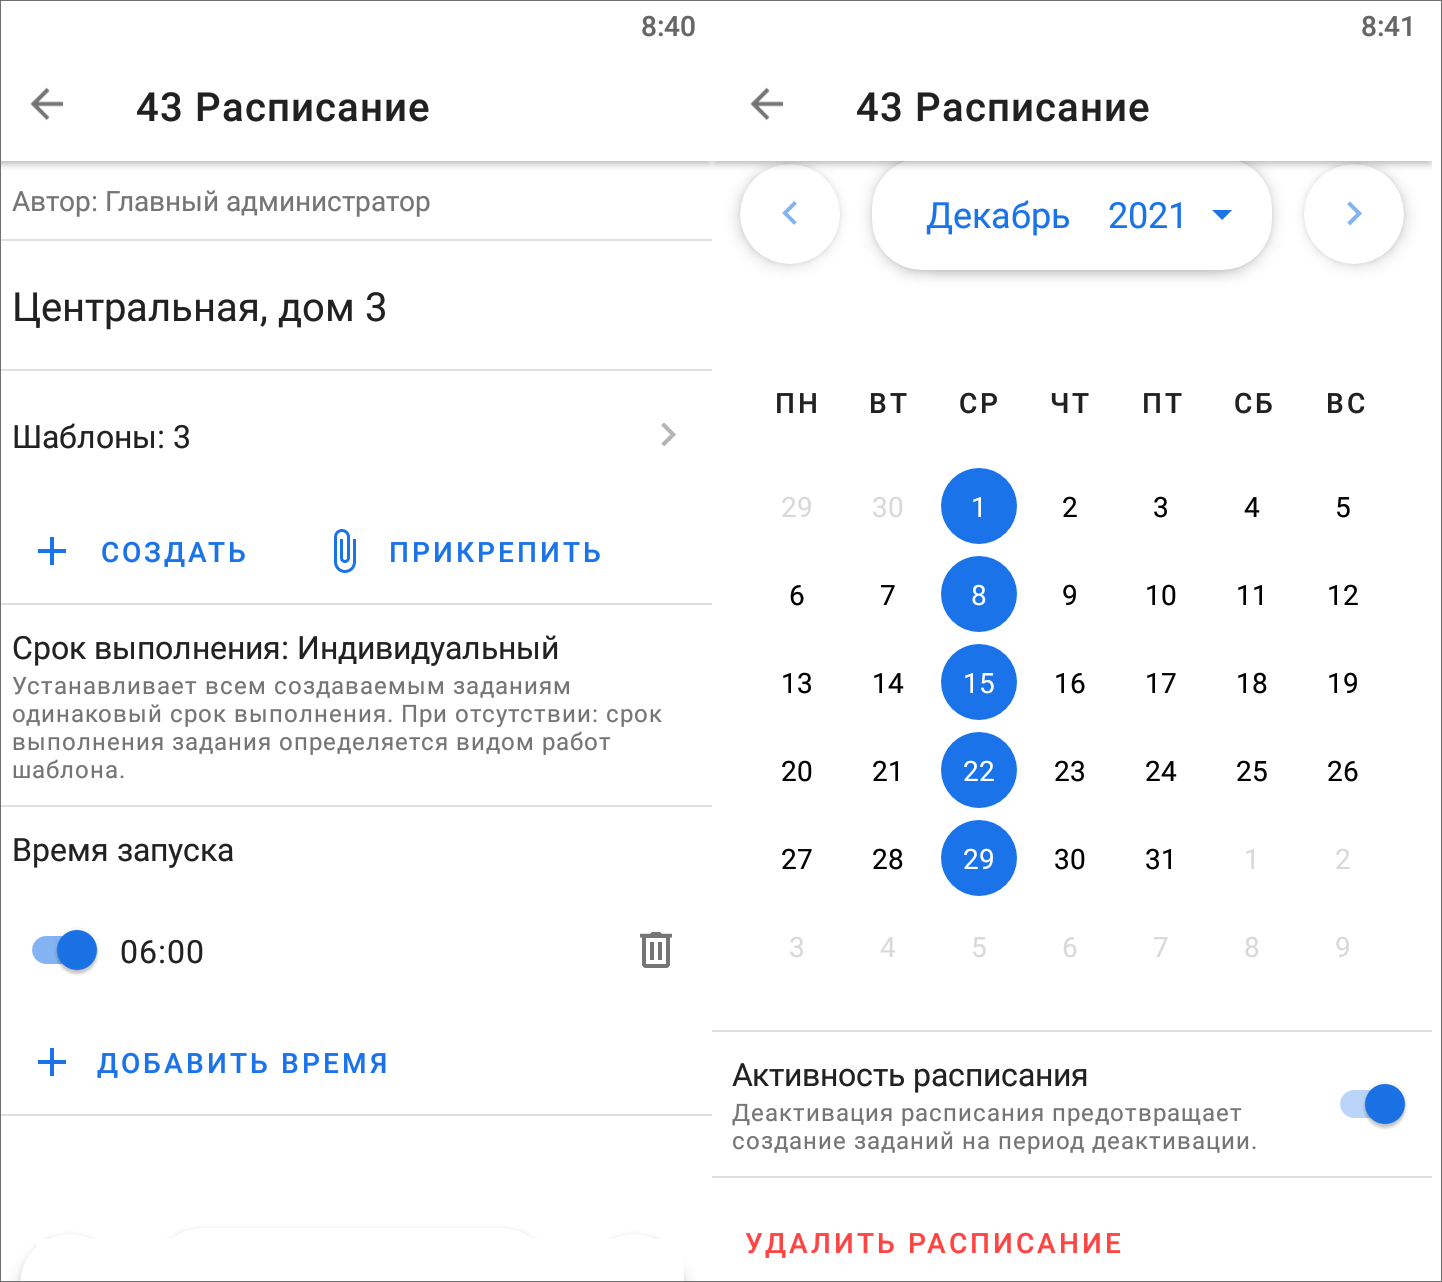 8:40
43 Расписание
Автор: Главный администратор
Центральная, дом 3
Шаблоны: 3
СОЗДАТЬ ПРИКРЕПИТЬ
Срок выполнения: Индивидуальный
Устанавливает всем создаваемым заданиям
одинаковый срок выполнения. При отсутствии: срок
выполнения задания определяется видом работ
шаблона.
Время запуска
06:00
ДОБАВИТЬ ВРЕМЯ
8:41
43 Расписание
Декабрь 2021
ПН ВТ СР ЧТ ПТ СБ ВС
29 30 1 2 3 4 5
6 7 8 9 10 11 12
13 14 15 16 17 18 19
20 21 22 23 24 25 26
27 28 29 30 31 1 2
3 4 5 6 7 8 9
Активность расписания
Деактивация расписания предотвращает
создание заданий на период деактивации.
УДАЛИТЬ РАСПИСАНИЕ